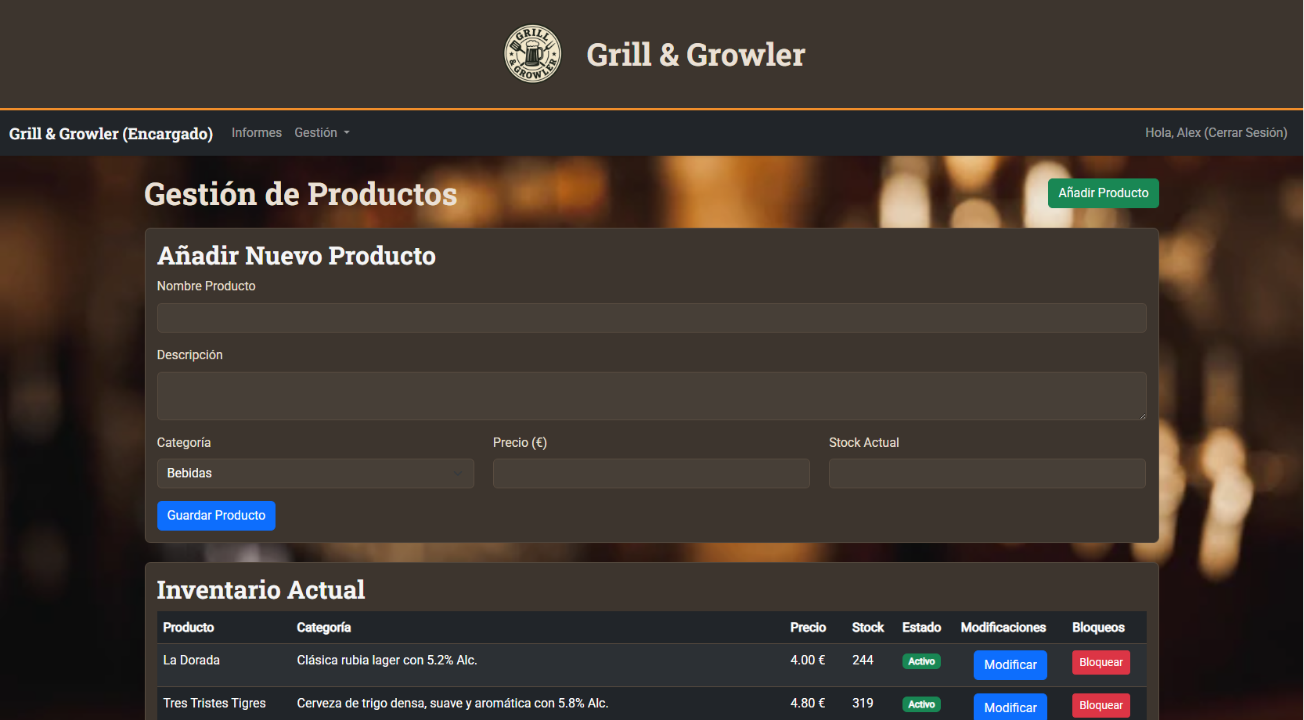 GRILL
& GROWLER
Grill & Growler
Grill & Growler (Encargado) Informes Gestión Hola, Alex (Cerrar Sesión)
Gestión de Productos Añadir Producto
Añadir Nuevo Producto
Nombre Producto
Descripción
Categoría Precio (€) Stock Actual
Bebidas
Guardar Producto
Inventario Actual
Producto Categoría Precio Stock Estado Modificaciones Bloqueos
La Dorada Clásica rubia lager con 5.2% Alc. 4.00 € 244 Activo Modificar Bloquear
Tres Tristes Tigres Cerveza de trigo densa, suave y aromática con 5.8% Alc. 4.80 € 319 Activo Modificar Bloquear